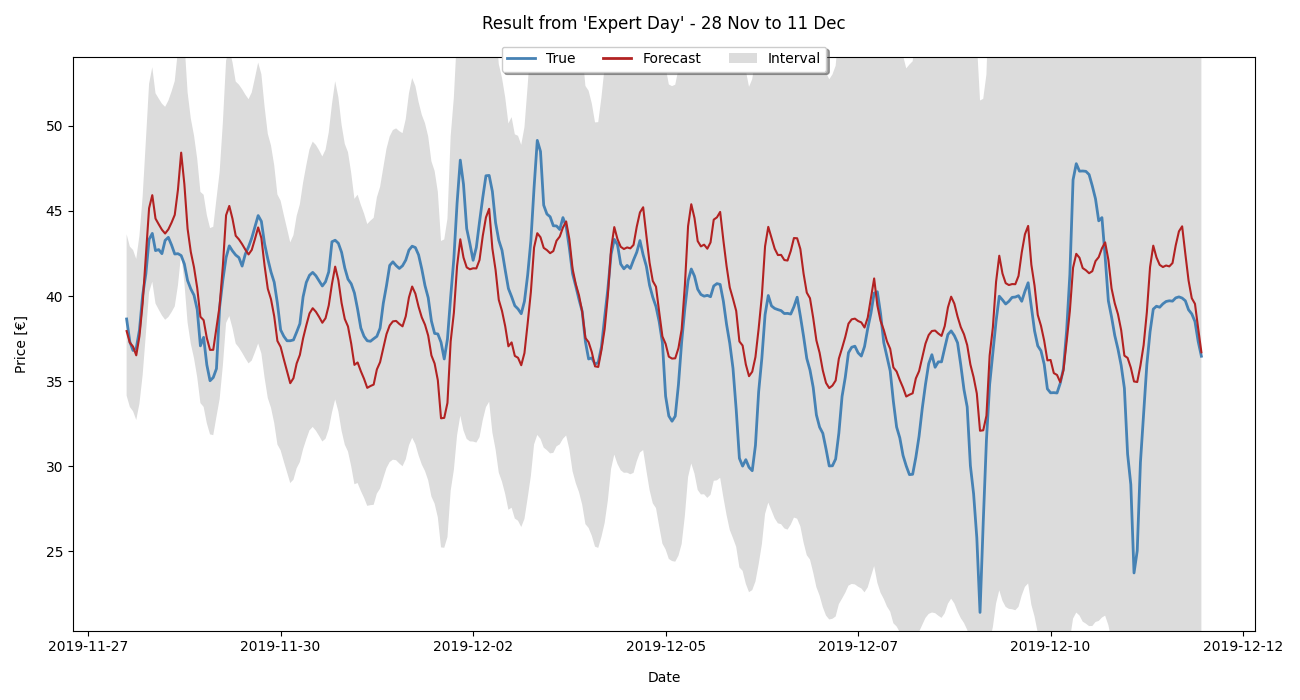 Result from 'Expert Day' - 28 Nov to 11 Dec
True Forecast Interval
50
45
40
35
30
25
Price [€]
2019-11-27 2019-11-30 2019-12-02 2019-12-05 2019-12-07 2019-12-10 2019-12-12
Date